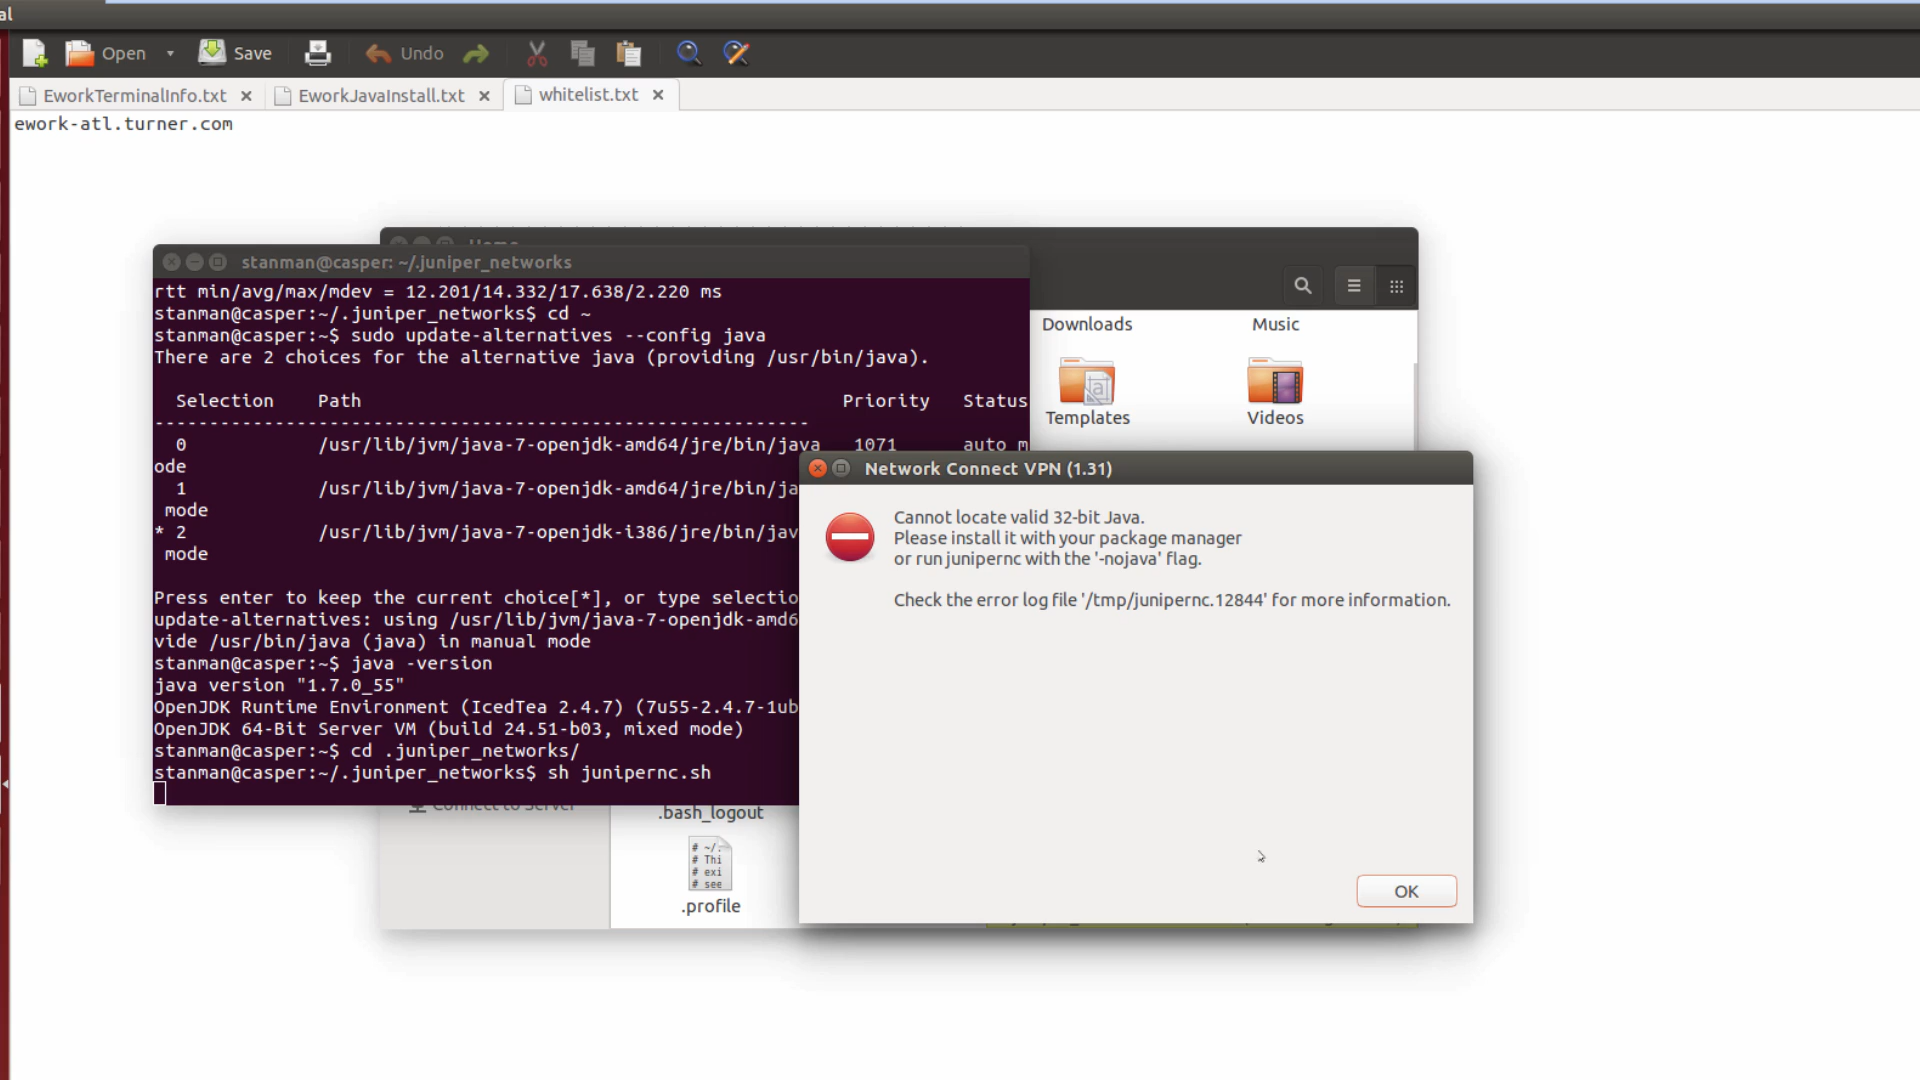 al
Open
Save
Undo
EworkTerminalInfo.txt
EworkJavaInstall.txt
whitelist.txt
ework-atl.turner.com
stanman@casper: ~/.juniper_networks
rtt min/avg/max/mdev = 12.201/14.332/17.638/2.220 ms
stanman@casper:~/.juniper_networks$ cd ~
stanman@casper:~$ sudo update-alternatives --config java
There are 2 choices for the alternative java (providing /usr/bin/java).
Selection Path Priority Status
------------------------------------------------------------
0 /usr/lib/jvm/java-7-openjdk-amd64/jre/bin/java 1071 auto m
ode
1 /usr/lib/jvm/java-7-openjdk-amd64/jre/bin/ja
mode
* 2 /usr/lib/jvm/java-7-openjdk-i386/jre/bin/jav
mode
Press enter to keep the current choice[*], or type selectio
update-alternatives: using /usr/lib/jvm/java-7-openjdk-amd6
vide /usr/bin/java (java) in manual mode
stanman@casper:~$ java -version
java version "1.7.0_55"
OpenJDK Runtime Environment (IcedTea 2.4.7) (7u55-2.4.7-1ub
OpenJDK 64-Bit Server VM (build 24.51-b03, mixed mode)
stanman@casper:~$ cd .juniper_networks/
stanman@casper:~/.juniper_networks$ sh junipernc.sh
Downloads
Music
Templates
Videos
Network Connect VPN (1.31)
Cannot locate valid 32-bit Java.
Please install it with your package manager
or run junipernc with the '-nojava' flag.
Check the error log file '/tmp/junipernc.12844' for more information.
OK
Connect to Server
.bash_logout
# ~/.
# Thi
# exi
# see
.profile